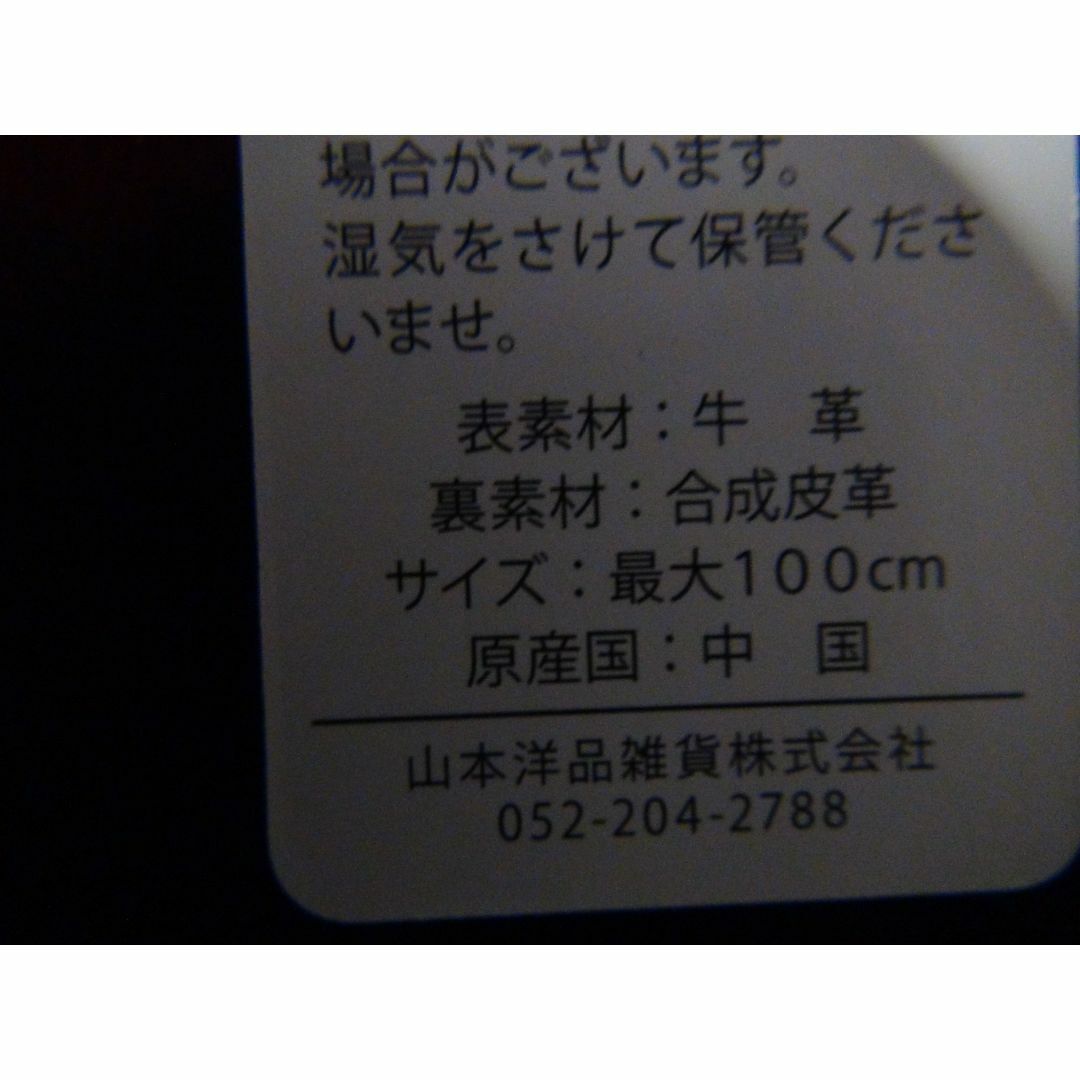 場合がございます。
湿気をさけて保管くださ
いませ。
表素材：牛　革
裏素材：合成皮革
サイズ：最大100cm
原産国：中　国
山本洋品雑貨株式会社
052-204-2788